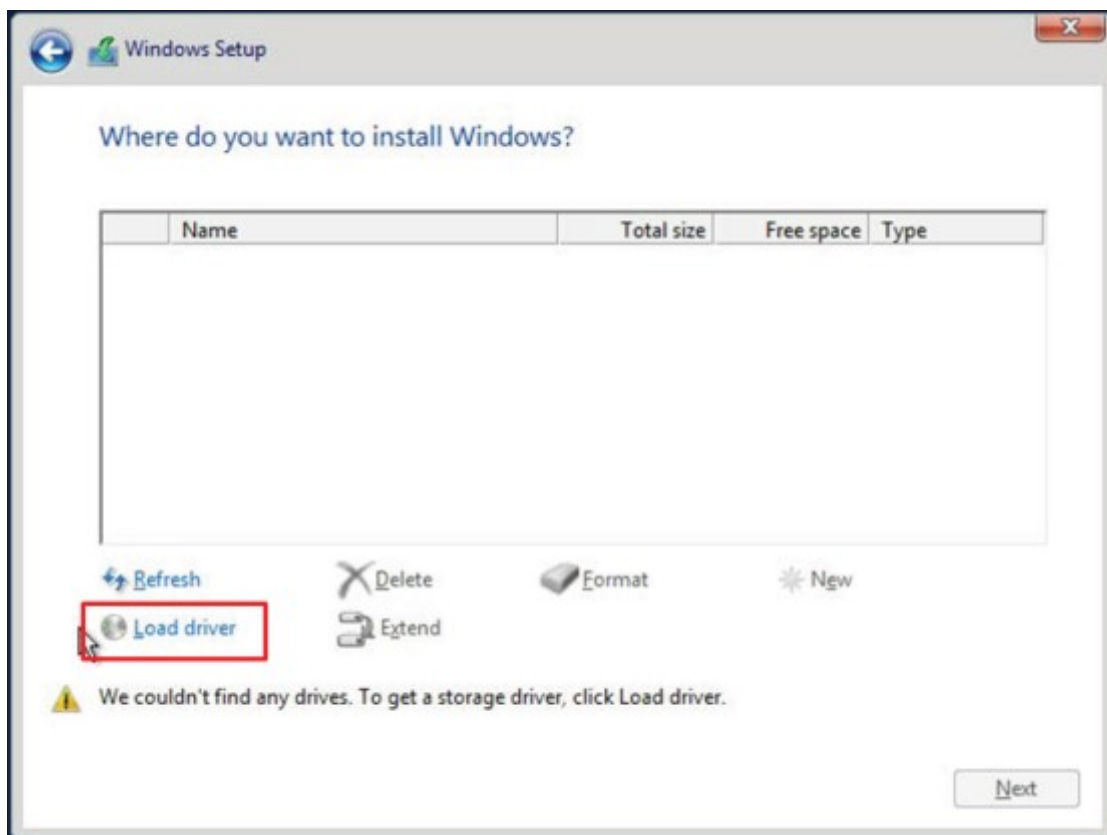 Windows Setup
Where do you want to install Windows?
Name Total size Free space Type
Refresh Delete Format New
Load driver Extend
We couldn't find any drives. To get a storage driver, click Load driver.
Next